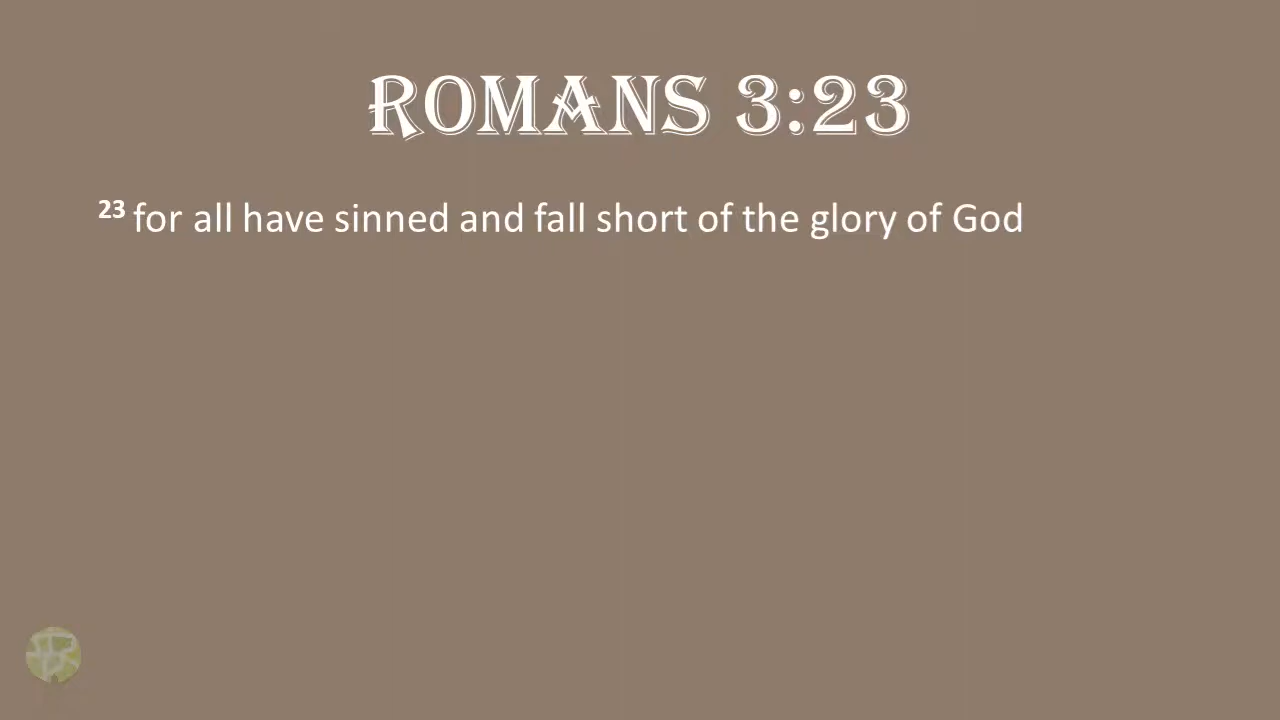 ROMANS 3:23
23 for all have sinned and fall short of the glory of God